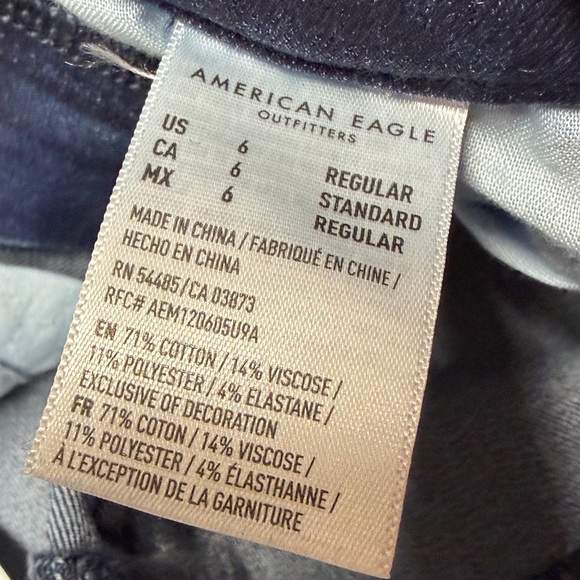 AMERICAN EAGLE
OUTFITTERS
US 6 REGULAR
CA 6 STANDARD
MX 6 REGULAR
MADE IN CHINA / FABRIQUÉ EN CHINE /
HECHO EN CHINA
RN 54485/CA 03873
RFC# AEM120605U9A
EN 71% COTTON / 14% VISCOSE /
11% POLYESTER / 4% ELASTANE /
EXCLUSIVE OF DECORATION
FR 71% COTON / 14% VISCOSE /
11% POLYESTER / 4% ÉLASTHANNE /
À L'EXCEPTION DE LA GARNITURE